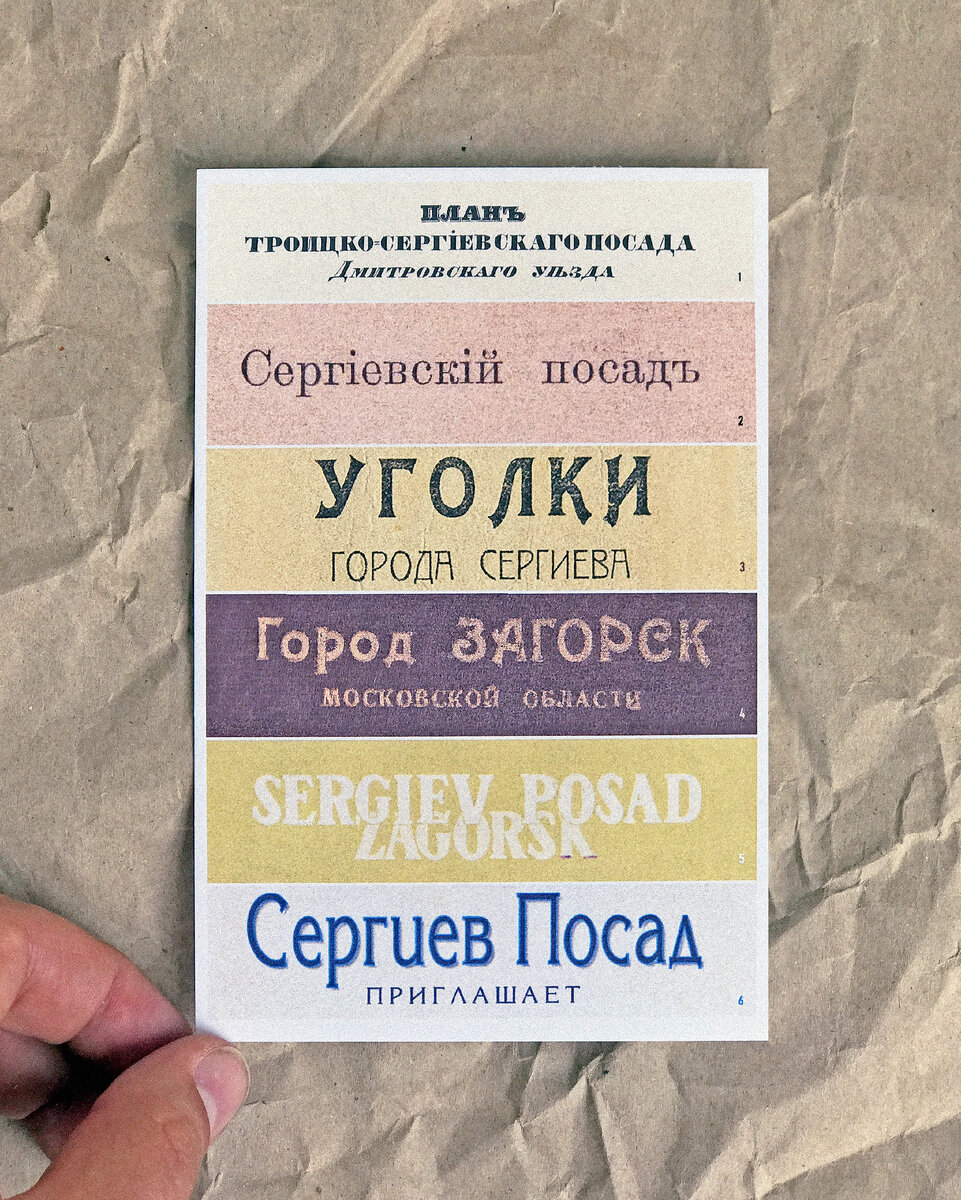 ПЛАНЪ
ТРОИЦКО=СЕРГІЕВСКАГО ПОСАДА
Дмитровскаго уѣзда
1
Сергіевскій посадъ
2
УГОЛКИ
ГОРОДА СЕРГИЕВА
3
Город ЗАГОРСК
МОСКОВСКОЙ ОБЛАСТИ
4
SERGIEV POSAD
ZAGORSK
5
Сергиев Посад
ПРИГЛАШАЕТ
6